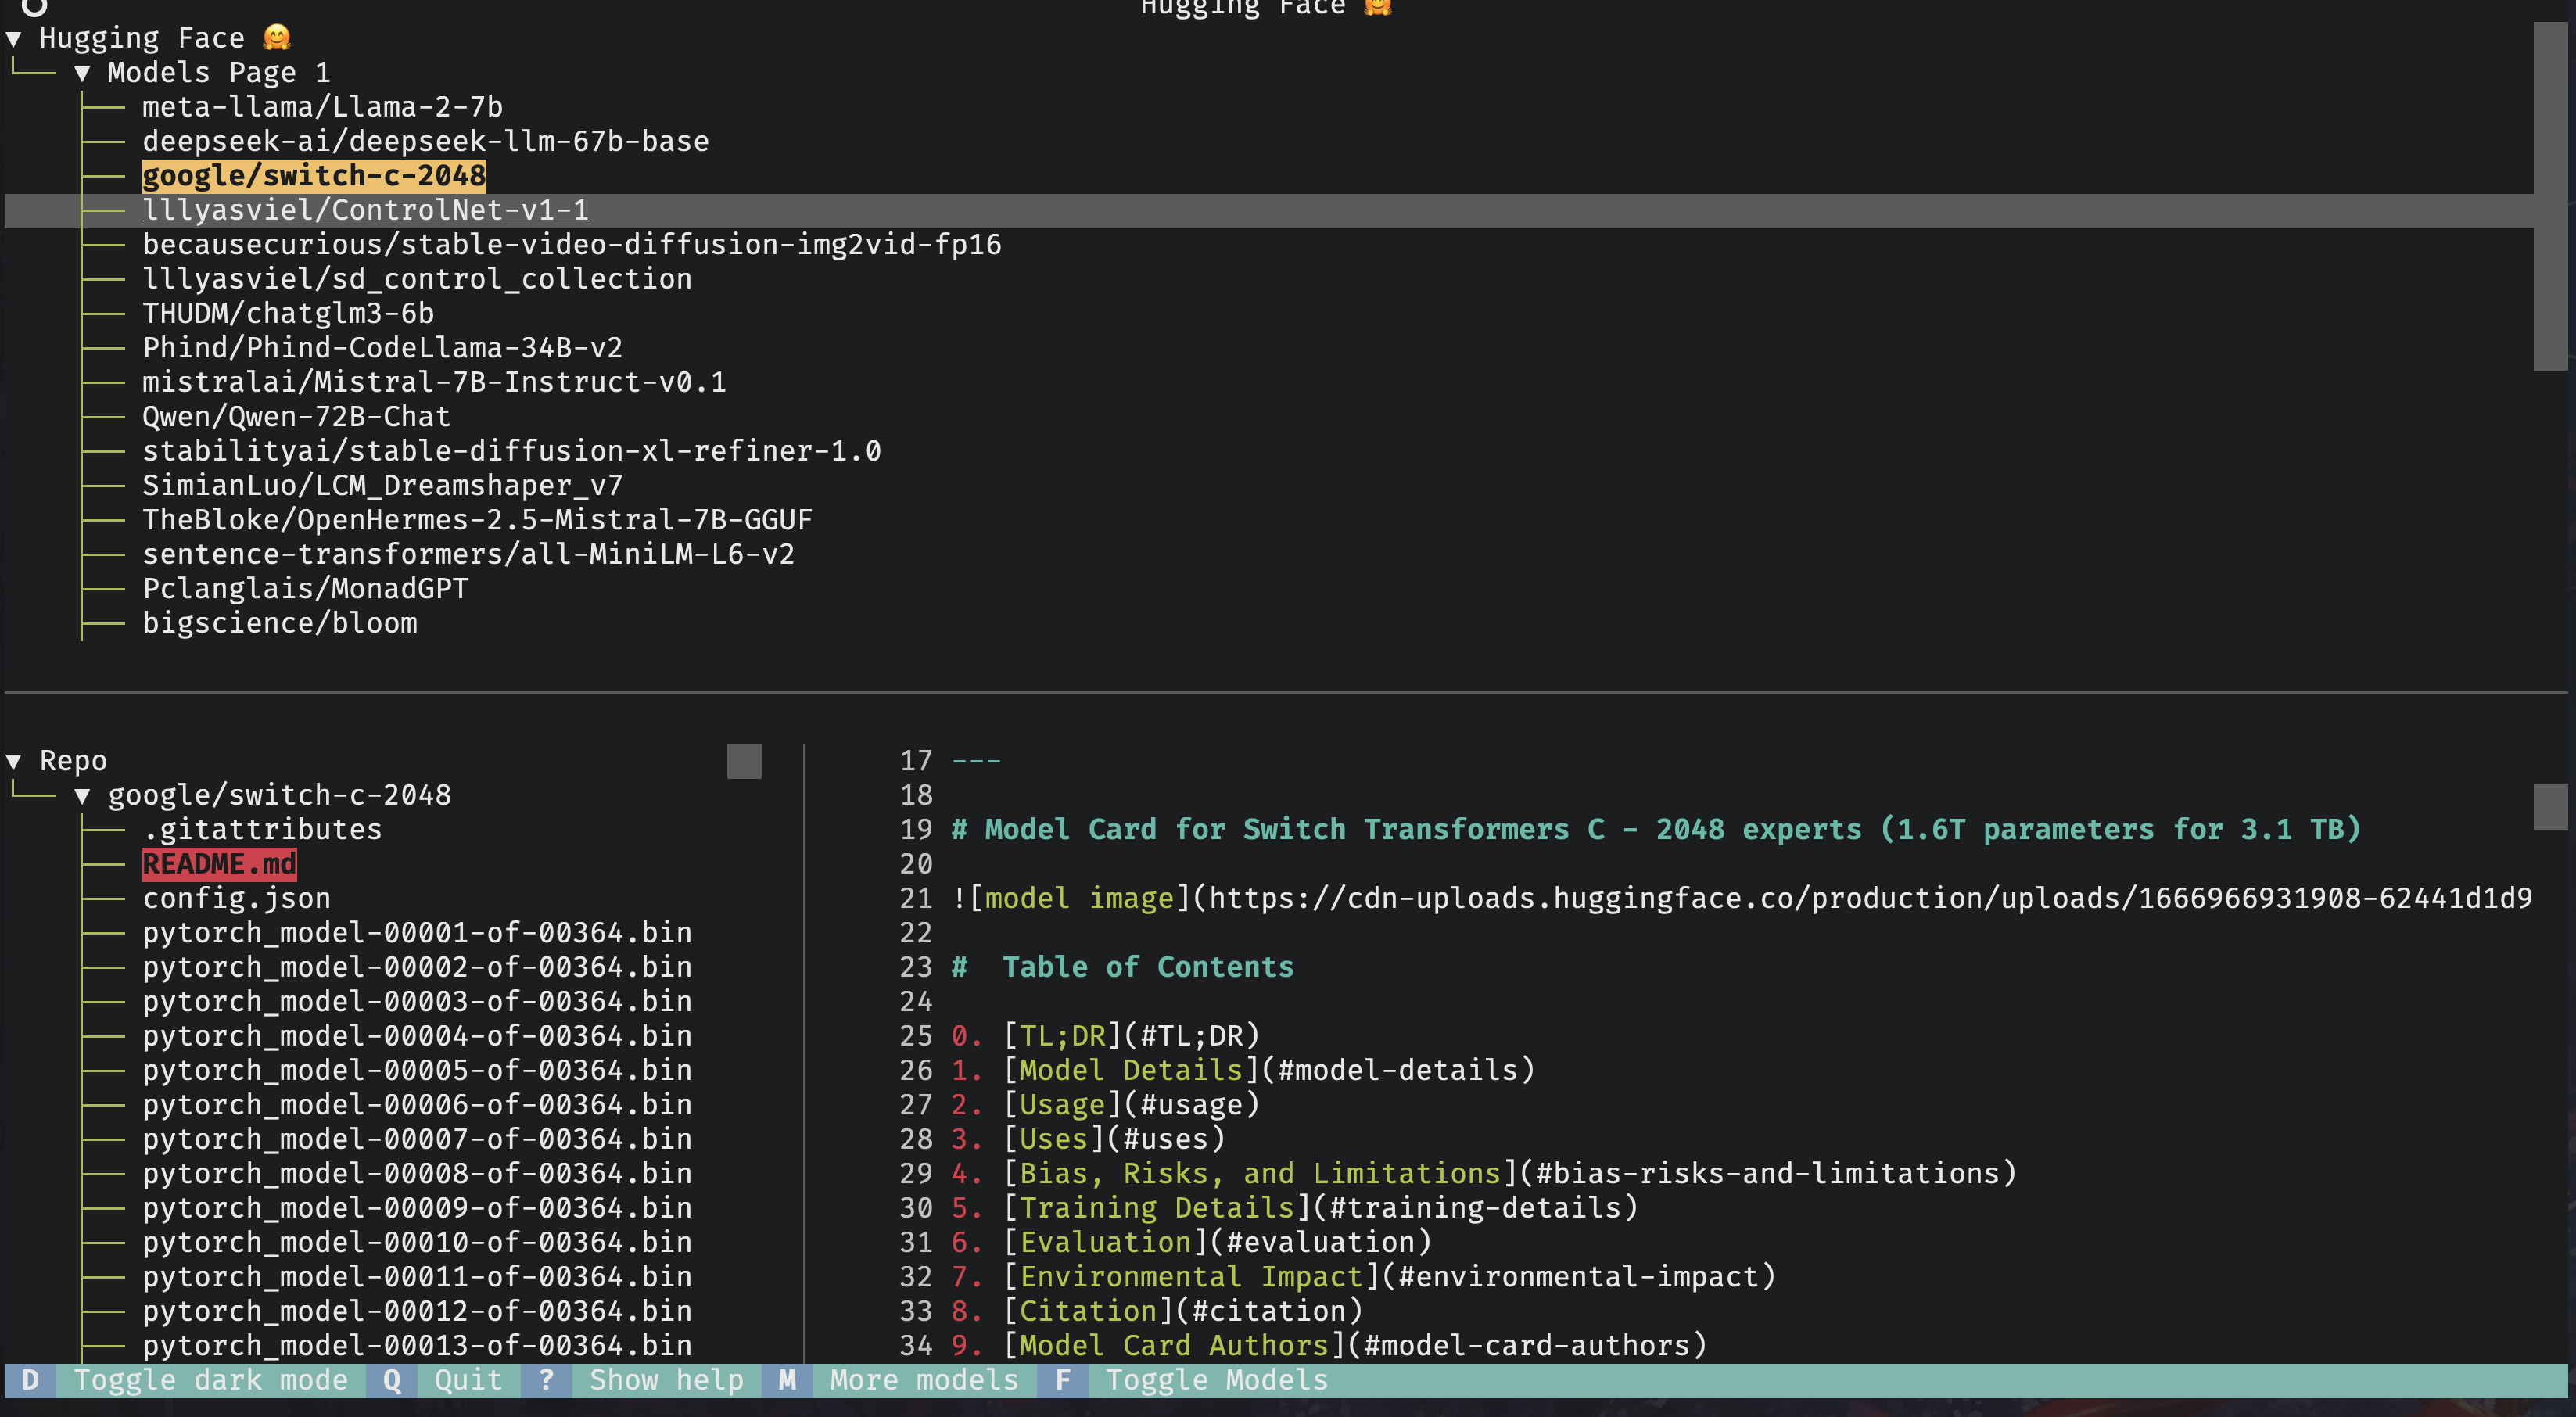 Hugging Face 🤗
▼ Hugging Face 🤗
▼ Models Page 1
meta-llama/Llama-2-7b
deepseek-ai/deepseek-llm-67b-base
google/switch-c-2048
lllyasviel/ControlNet-v1-1
becausecurious/stable-video-diffusion-img2vid-fp16
lllyasviel/sd_control_collection
THUDM/chatglm3-6b
Phind/Phind-CodeLlama-34B-v2
mistralai/Mistral-7B-Instruct-v0.1
Qwen/Qwen-72B-Chat
stabilityai/stable-diffusion-xl-refiner-1.0
SimianLuo/LCM_Dreamshaper_v7
TheBloke/OpenHermes-2.5-Mistral-7B-GGUF
sentence-transformers/all-MiniLM-L6-v2
Pclanglais/MonadGPT
bigscience/bloom
▼ Repo
▼ google/switch-c-2048
.gitattributes
README.md
config.json
pytorch_model-00001-of-00364.bin
pytorch_model-00002-of-00364.bin
pytorch_model-00003-of-00364.bin
pytorch_model-00004-of-00364.bin
pytorch_model-00005-of-00364.bin
pytorch_model-00006-of-00364.bin
pytorch_model-00007-of-00364.bin
pytorch_model-00008-of-00364.bin
pytorch_model-00009-of-00364.bin
pytorch_model-00010-of-00364.bin
pytorch_model-00011-of-00364.bin
pytorch_model-00012-of-00364.bin
pytorch_model-00013-of-00364.bin
17 ---
18
19 # Model Card for Switch Transformers C - 2048 experts (1.6T parameters for 3.1 TB)
20
21 ![model image](https://cdn-uploads.huggingface.co/production/uploads/1666966931908-62441d1d9
22
23 #  Table of Contents
24
25 0. [TL;DR](#TL;DR)
26 1. [Model Details](#model-details)
27 2. [Usage](#usage)
28 3. [Uses](#uses)
29 4. [Bias, Risks, and Limitations](#bias-risks-and-limitations)
30 5. [Training Details](#training-details)
31 6. [Evaluation](#evaluation)
32 7. [Environmental Impact](#environmental-impact)
33 8. [Citation](#citation)
34 9. [Model Card Authors](#model-card-authors)
D Toggle dark mode Q Quit ? Show help M More models F Toggle Models